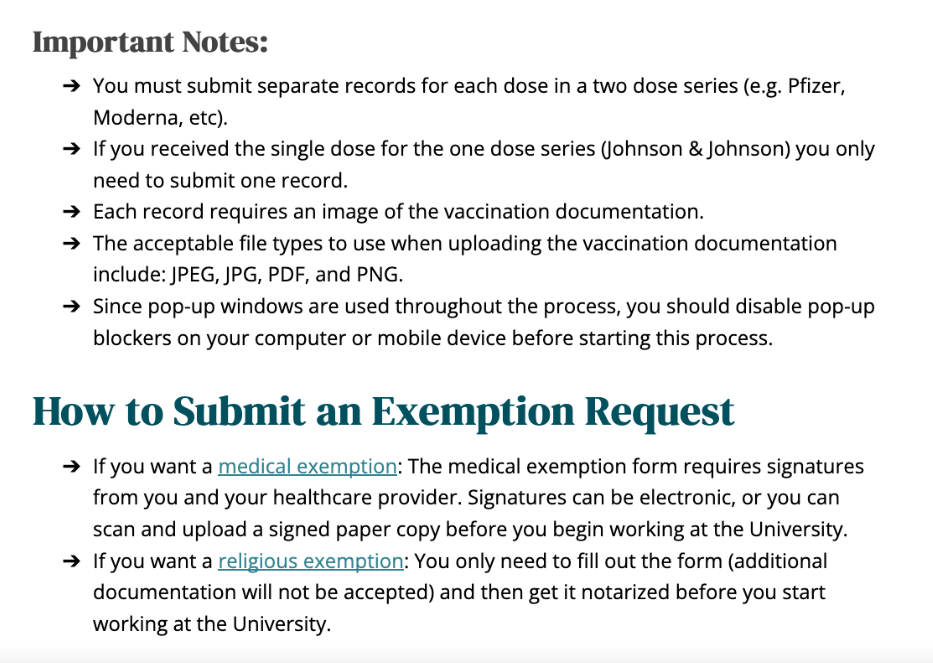 Important Notes:
➔ You must submit separate records for each dose in a two dose series (e.g. Pfizer,
Moderna, etc).
➔ If you received the single dose for the one dose series (Johnson & Johnson) you only
need to submit one record.
➔ Each record requires an image of the vaccination documentation.
➔ The acceptable file types to use when uploading the vaccination documentation
include: JPEG, JPG, PDF, and PNG.
➔ Since pop-up windows are used throughout the process, you should disable pop-up
blockers on your computer or mobile device before starting this process.
How to Submit an Exemption Request
➔ If you want a medical exemption: The medical exemption form requires signatures
from you and your healthcare provider. Signatures can be electronic, or you can
scan and upload a signed paper copy before you begin working at the University.
➔ If you want a religious exemption: You only need to fill out the form (additional
documentation will not be accepted) and then get it notarized before you start
working at the University.